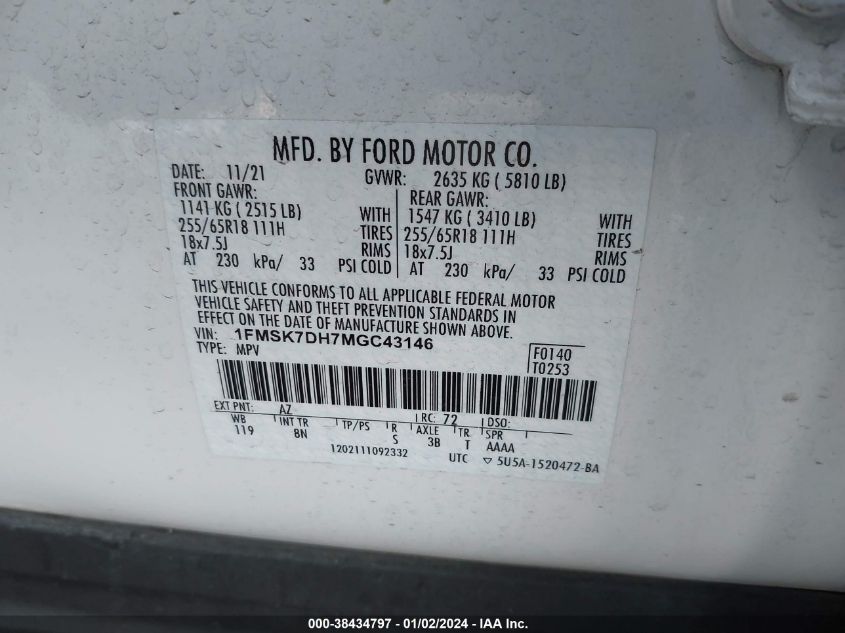 MFD. BY FORD MOTOR CO.
DATE: 11/21 GVWR: 2635 KG ( 5810 LB)
FRONT GAWR: REAR GAWR:
1141 KG ( 2515 LB) WITH 1547 KG ( 3410 LB) WITH
255/65R18 111H TIRES 255/65R18 111H TIRES
18x7.5J RIMS 18x7.5J RIMS
AT 230 kPa/ 33 PSI COLD AT 230 kPa/ 33 PSI COLD
THIS VEHICLE CONFORMS TO ALL APPLICABLE FEDERAL MOTOR
VEHICLE SAFETY AND THEFT PREVENTION STANDARDS IN
EFFECT ON THE DATE OF MANUFACTURE SHOWN ABOVE.
VIN: 1FMSK7DH7MGC43146
TYPE: MPV
F0140
T0253
EXT PNT: AZ RC: 72 DSO:
WB INT TR TP/PS R AXLE TR SPR
119 8N S 3B T AAAA
1202111092332 UTC ▽ 5U5A-1520472-BA
000-38434797 - 01/02/2024 - IAA Inc.